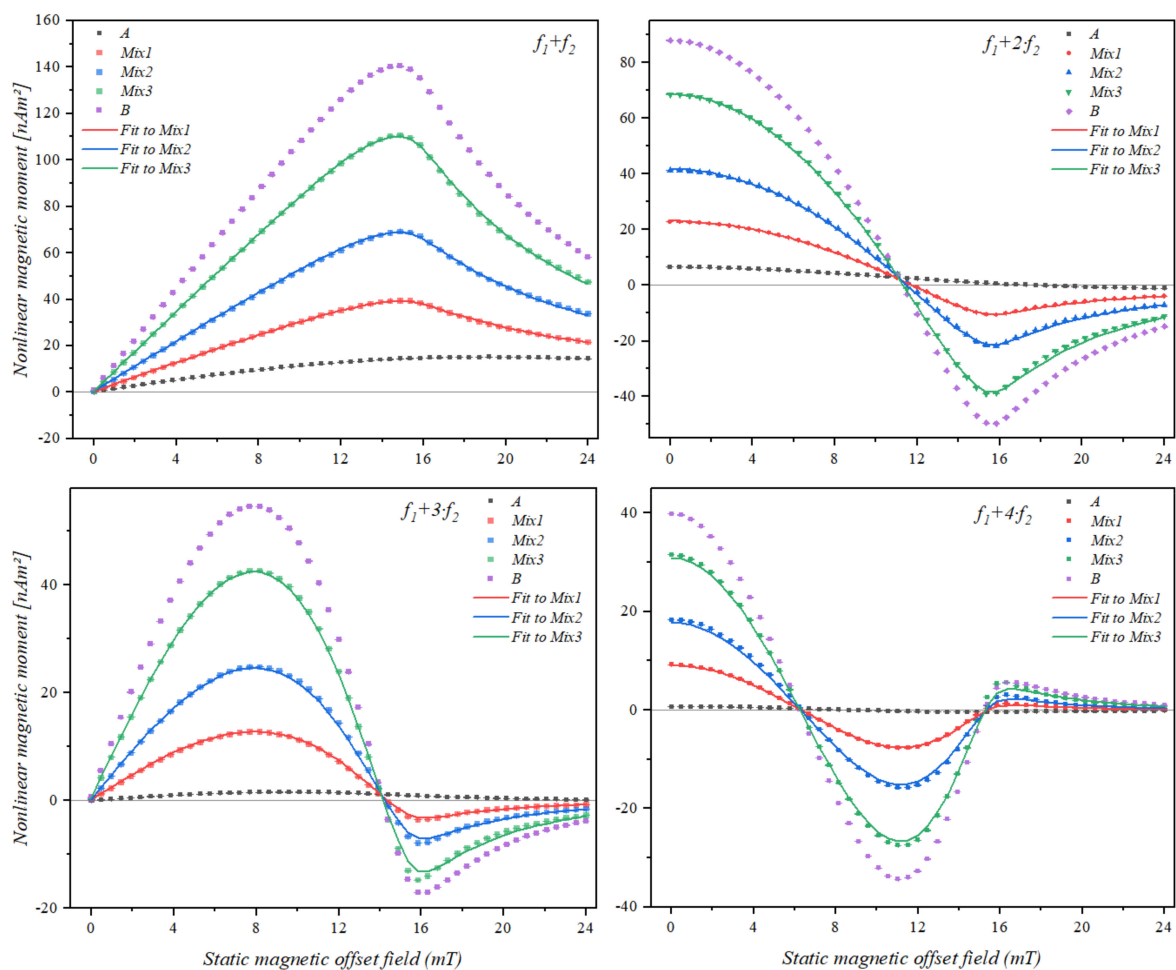 Nonlinear magnetic moment [nAm²]
160
140
120
100
80
60
40
20
0
-20
f₁+f₂
A
Mix1
Mix2
Mix3
B
Fit to Mix1
Fit to Mix2
Fit to Mix3
0 4 8 12 16 20 24
80
60
40
20
0
-20
-40
f₁+2·f₂
A
Mix1
Mix2
Mix3
B
Fit to Mix1
Fit to Mix2
Fit to Mix3
0 4 8 12 16 20 24
Nonlinear magnetic moment [nAm²]
40
20
0
-20
f₁+3·f₂
A
Mix1
Mix2
Mix3
B
Fit to Mix1
Fit to Mix2
Fit to Mix3
0 4 8 12 16 20 24
Static magnetic offset field (mT)
40
20
0
-20
-40
f₁+4·f₂
A
Mix1
Mix2
Mix3
B
Fit to Mix1
Fit to Mix2
Fit to Mix3
0 4 8 12 16 20 24
Static magnetic offset field (mT)